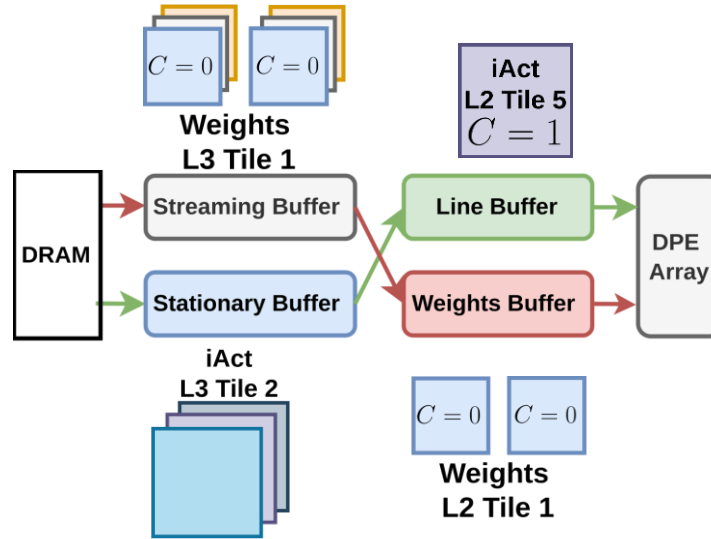 C = 0
C = 0
Weights
L3 Tile 1
iAct
L2 Tile 5
C = 1
DRAM
Streaming Buffer
Line Buffer
DPE
Array
Stationary Buffer
Weights Buffer
iAct
L3 Tile 2
C = 0
C = 0
Weights
L2 Tile 1